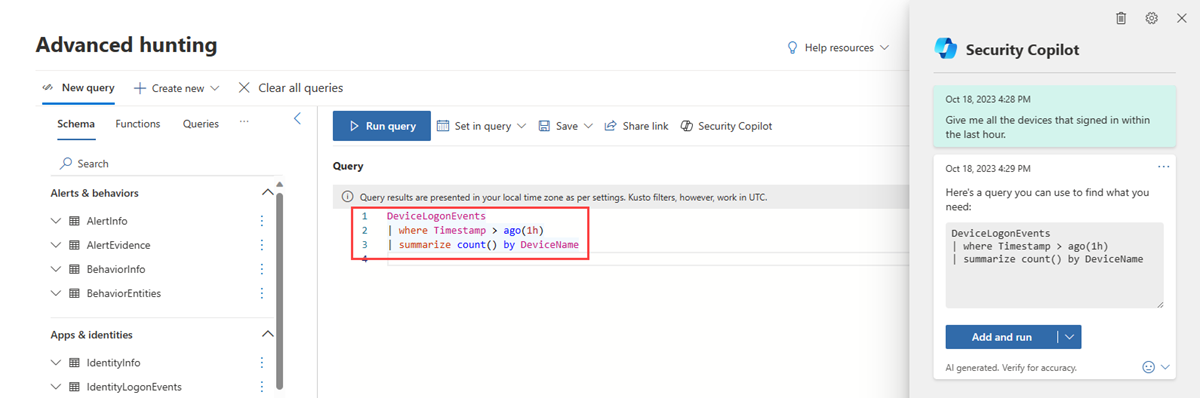 Advanced hunting
Help resources
New query
Create new
Clear all queries
Schema
Functions
Queries
...
Search
Alerts & behaviors
AlertInfo
AlertEvidence
BehaviorInfo
BehaviorEntities
Apps & identities
IdentityInfo
IdentityLogonEvents
Run query
Set in query
Save
Share link
Security Copilot
Query
Query results are presented in your local time zone as per settings. Kusto filters, however, work in UTC.
1 DeviceLogonEvents
2 | where Timestamp > ago(1h)
3 | summarize count() by DeviceName
4
Security Copilot
Oct 18, 2023 4:28 PM
Give me all the devices that signed in within
the last hour.
Oct 18, 2023 4:29 PM
...
Here's a query you can use to find what you
need:
DeviceLogonEvents
| where Timestamp > ago(1h)
| summarize count() by DeviceName
Add and run
AI generated. Verify for accuracy.